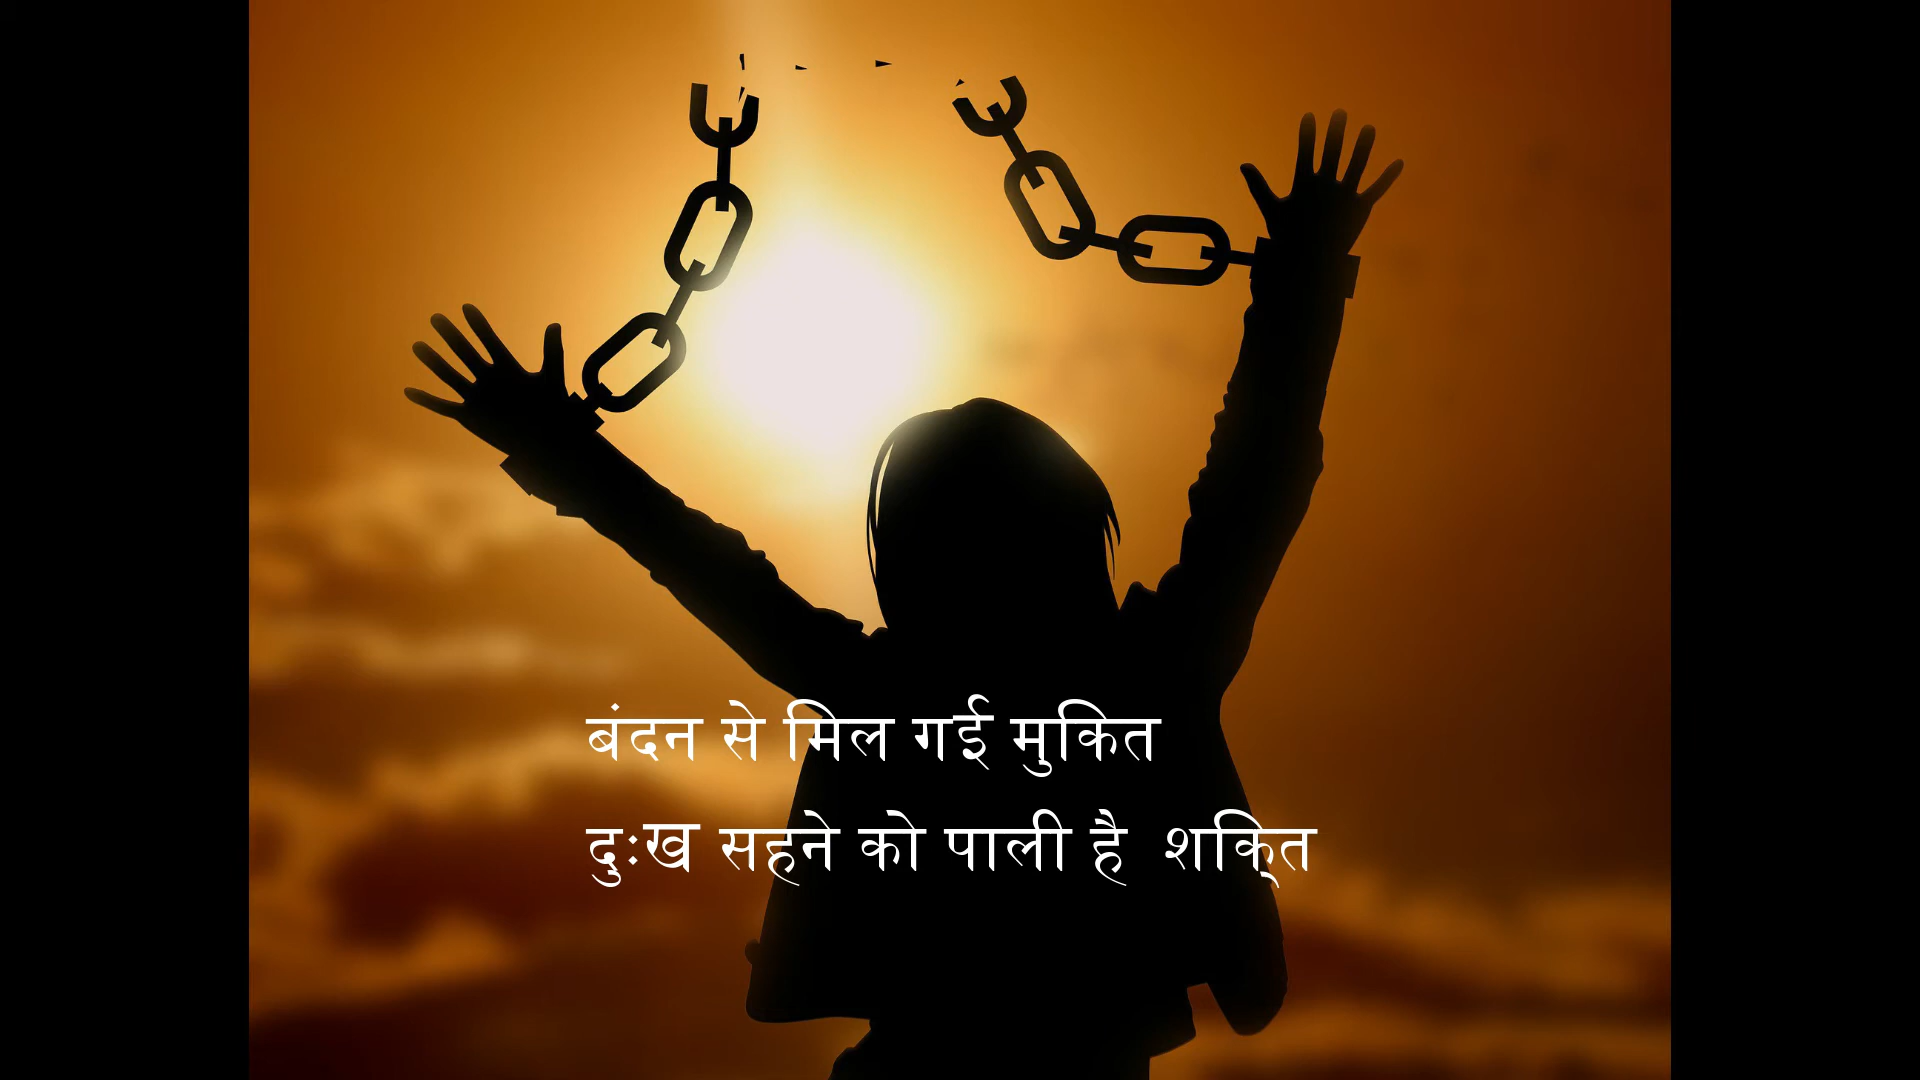 बंदन से मिल गई मुकित
दुःख सहने को पाली है शकि्त